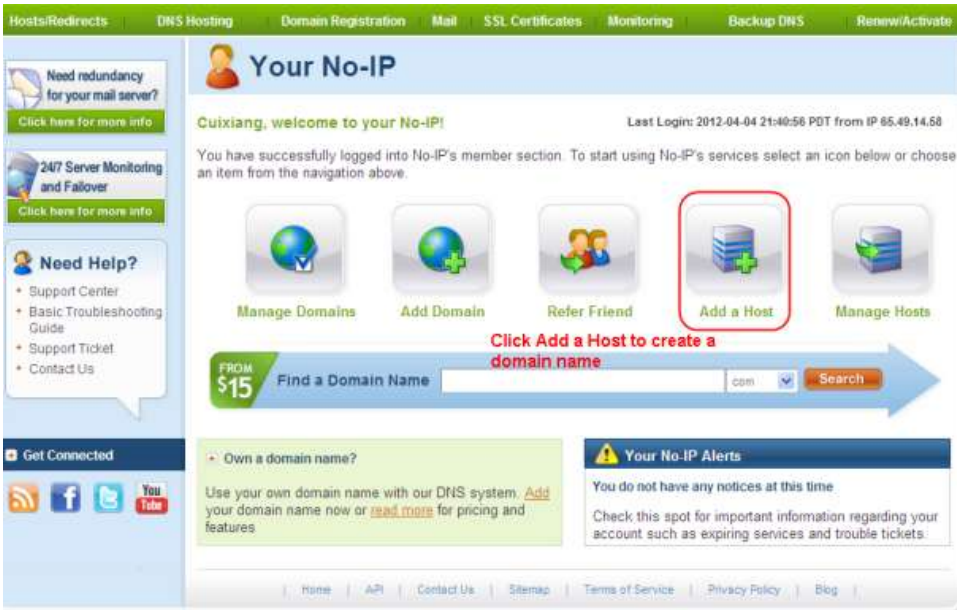 Hosts/Redirects DNS Hosting Domain Registration Mail SSL Certificates Monitoring Backup DNS Renew/Activate
Need redundancy
for your mail server?
Click here for more info
24/7 Server Monitoring
and Failover
Click here for more info
Need Help?
Support Center
Basic Troubleshooting
Guide
Support Ticket
Contact Us
Get Connected
You
Tube
Your No-IP
Cuixiang, welcome to your No-IP!
Last Login: 2012-04-04 21:40:56 PDT from IP 65.49.14.58
You have successfully logged into No-IP's member section. To start using No-IP's services select an icon below or choose
an item from the navigation above.
Manage Domains Add Domain Refer Friend Add a Host Manage Hosts
Click Add a Host to create a
domain name
FROM
$15
Find a Domain Name com Search
Own a domain name?
Use your own domain name with our DNS system. Add
your domain name now or read more for pricing and
features
Your No-IP Alerts
You do not have any notices at this time
Check this spot for important information regarding your
account such as expiring services and trouble tickets.
| Home | API | Contact Us | Sitemap | Terms of Service | Privacy Policy | Blog |